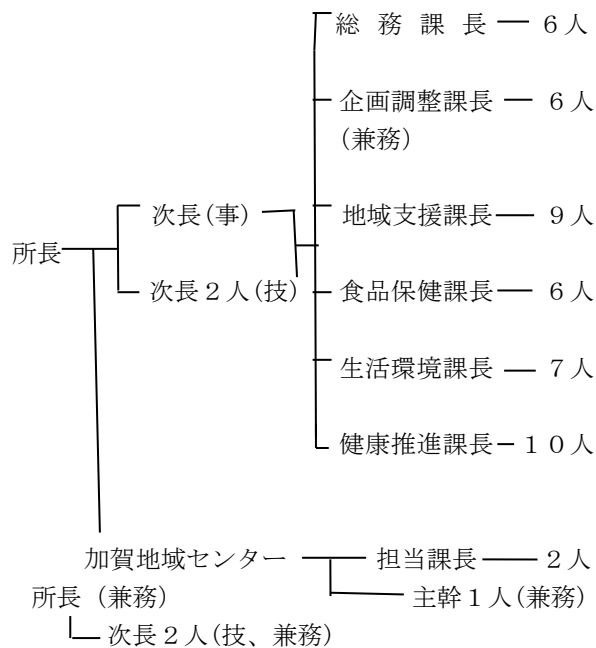 総務課長 6人
企画調整課長 6人
(兼務)
次長(事)
地域支援課長 9人
所長
次長2人(技)
食品保健課長 6人
生活環境課長 7人
健康推進課長 10人
加賀地域センター 担当課長 2人
所長(兼務)
主幹1人(兼務)
次長2人(技、兼務)